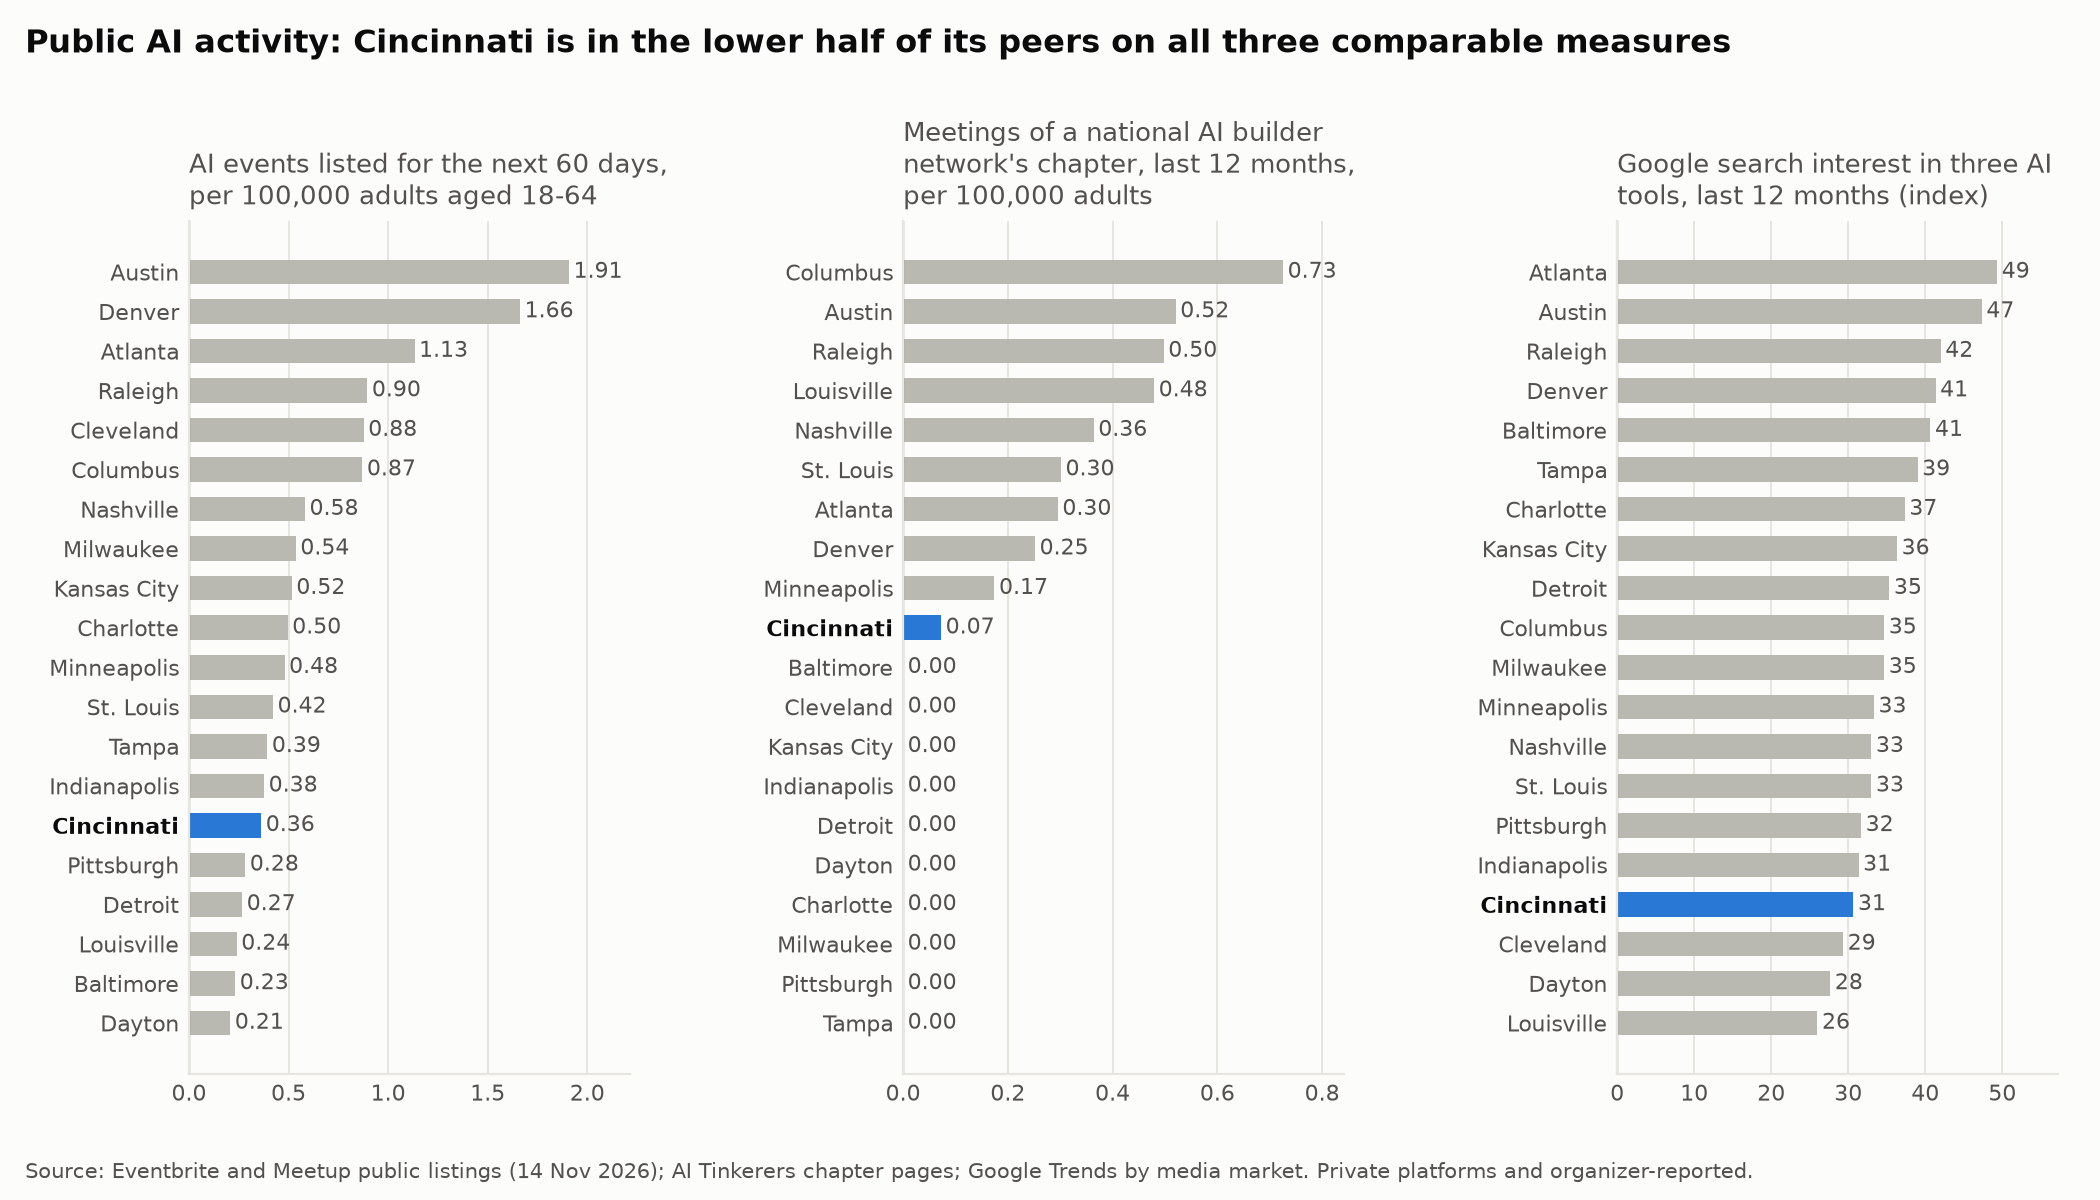 Public AI activity: Cincinnati is in the lower half of its peers on all three comparable measures
AI events listed for the next 60 days,
per 100,000 adults aged 18-64
Austin 1.91
Denver 1.66
Atlanta 1.13
Raleigh 0.90
Cleveland 0.88
Columbus 0.87
Nashville 0.58
Milwaukee 0.54
Kansas City 0.52
Charlotte 0.50
Minneapolis 0.48
St. Louis 0.42
Tampa 0.39
Indianapolis 0.38
Cincinnati 0.36
Pittsburgh 0.28
Detroit 0.27
Louisville 0.24
Baltimore 0.23
Dayton 0.21
0.0 0.5 1.0 1.5 2.0
Meetings of a national AI builder
network's chapter, last 12 months,
per 100,000 adults
Columbus 0.73
Austin 0.52
Raleigh 0.50
Louisville 0.48
Nashville 0.36
St. Louis 0.30
Atlanta 0.30
Denver 0.25
Minneapolis 0.17
Cincinnati 0.07
Baltimore 0.00
Cleveland 0.00
Kansas City 0.00
Indianapolis 0.00
Detroit 0.00
Dayton 0.00
Charlotte 0.00
Milwaukee 0.00
Pittsburgh 0.00
Tampa 0.00
0.0 0.2 0.4 0.6 0.8
Google search interest in three AI
tools, last 12 months (index)
Atlanta 49
Austin 47
Raleigh 42
Denver 41
Baltimore 41
Tampa 39
Charlotte 37
Kansas City 36
Detroit 35
Columbus 35
Milwaukee 35
Minneapolis 33
Nashville 33
St. Louis 33
Pittsburgh 32
Indianapolis 31
Cincinnati 31
Cleveland 29
Dayton 28
Louisville 26
0 10 20 30 40 50
Source: Eventbrite and Meetup public listings (14 Nov 2026); AI Tinkerers chapter pages; Google Trends by media market. Private platforms and organizer-reported.